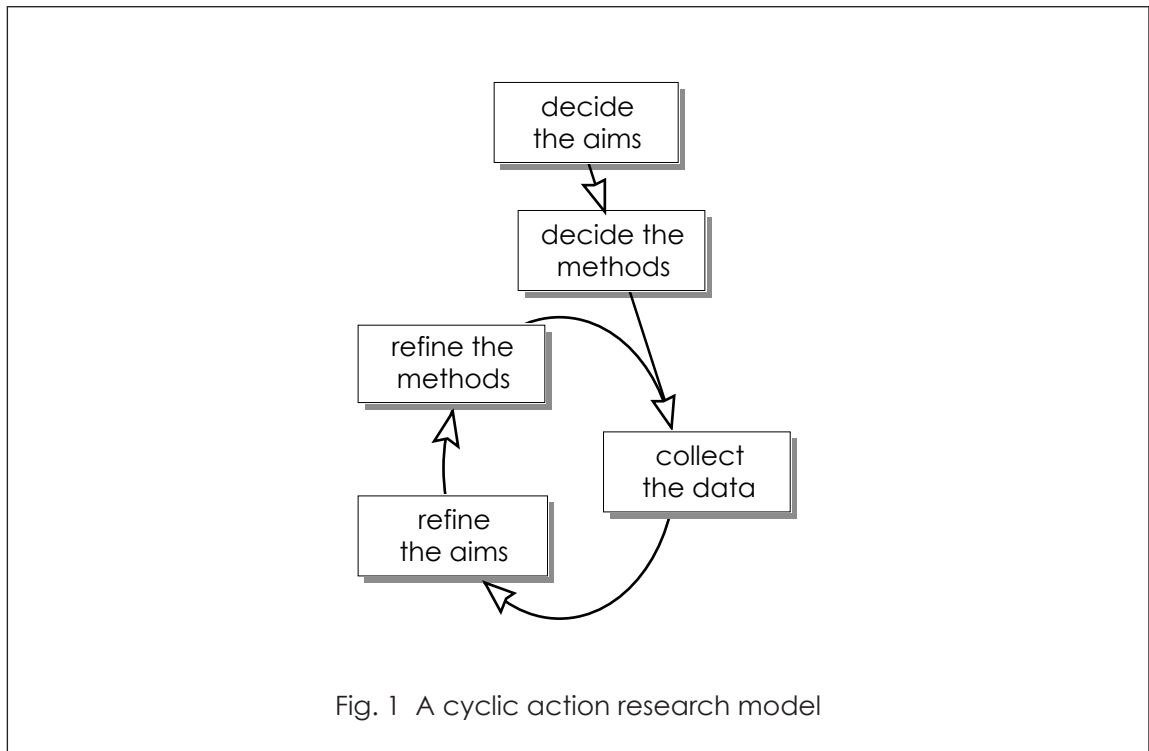 decide
the aims
decide the
methods
refine the
methods
collect
the data
refine
the aims
Fig. 1 A cyclic action research model